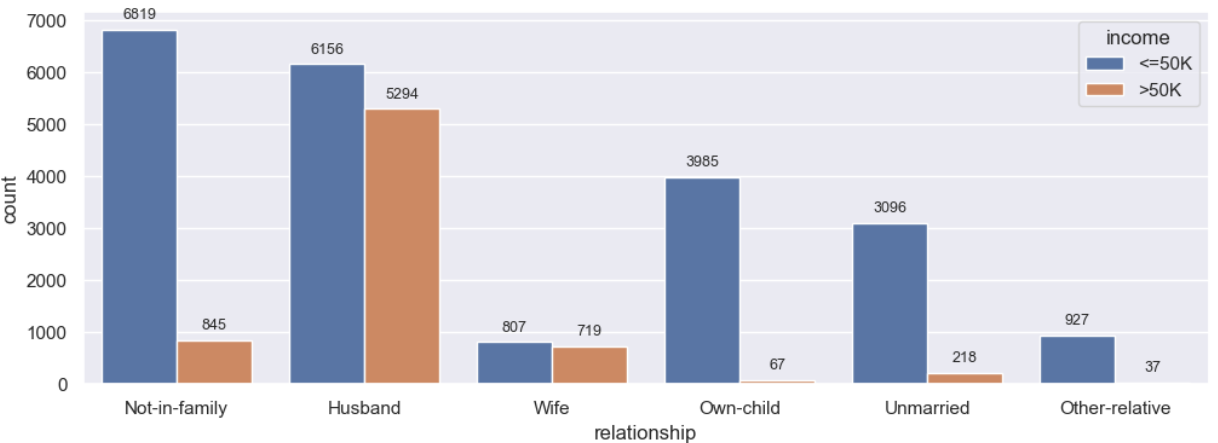 7000
6000
5000
4000
3000
2000
1000
0
count
6819
845
6156
5294
807
719
3985
67
3096
218
927
37
income
<=50K
>50K
Not-in-family
Husband
Wife
Own-child
Unmarried
Other-relative
relationship